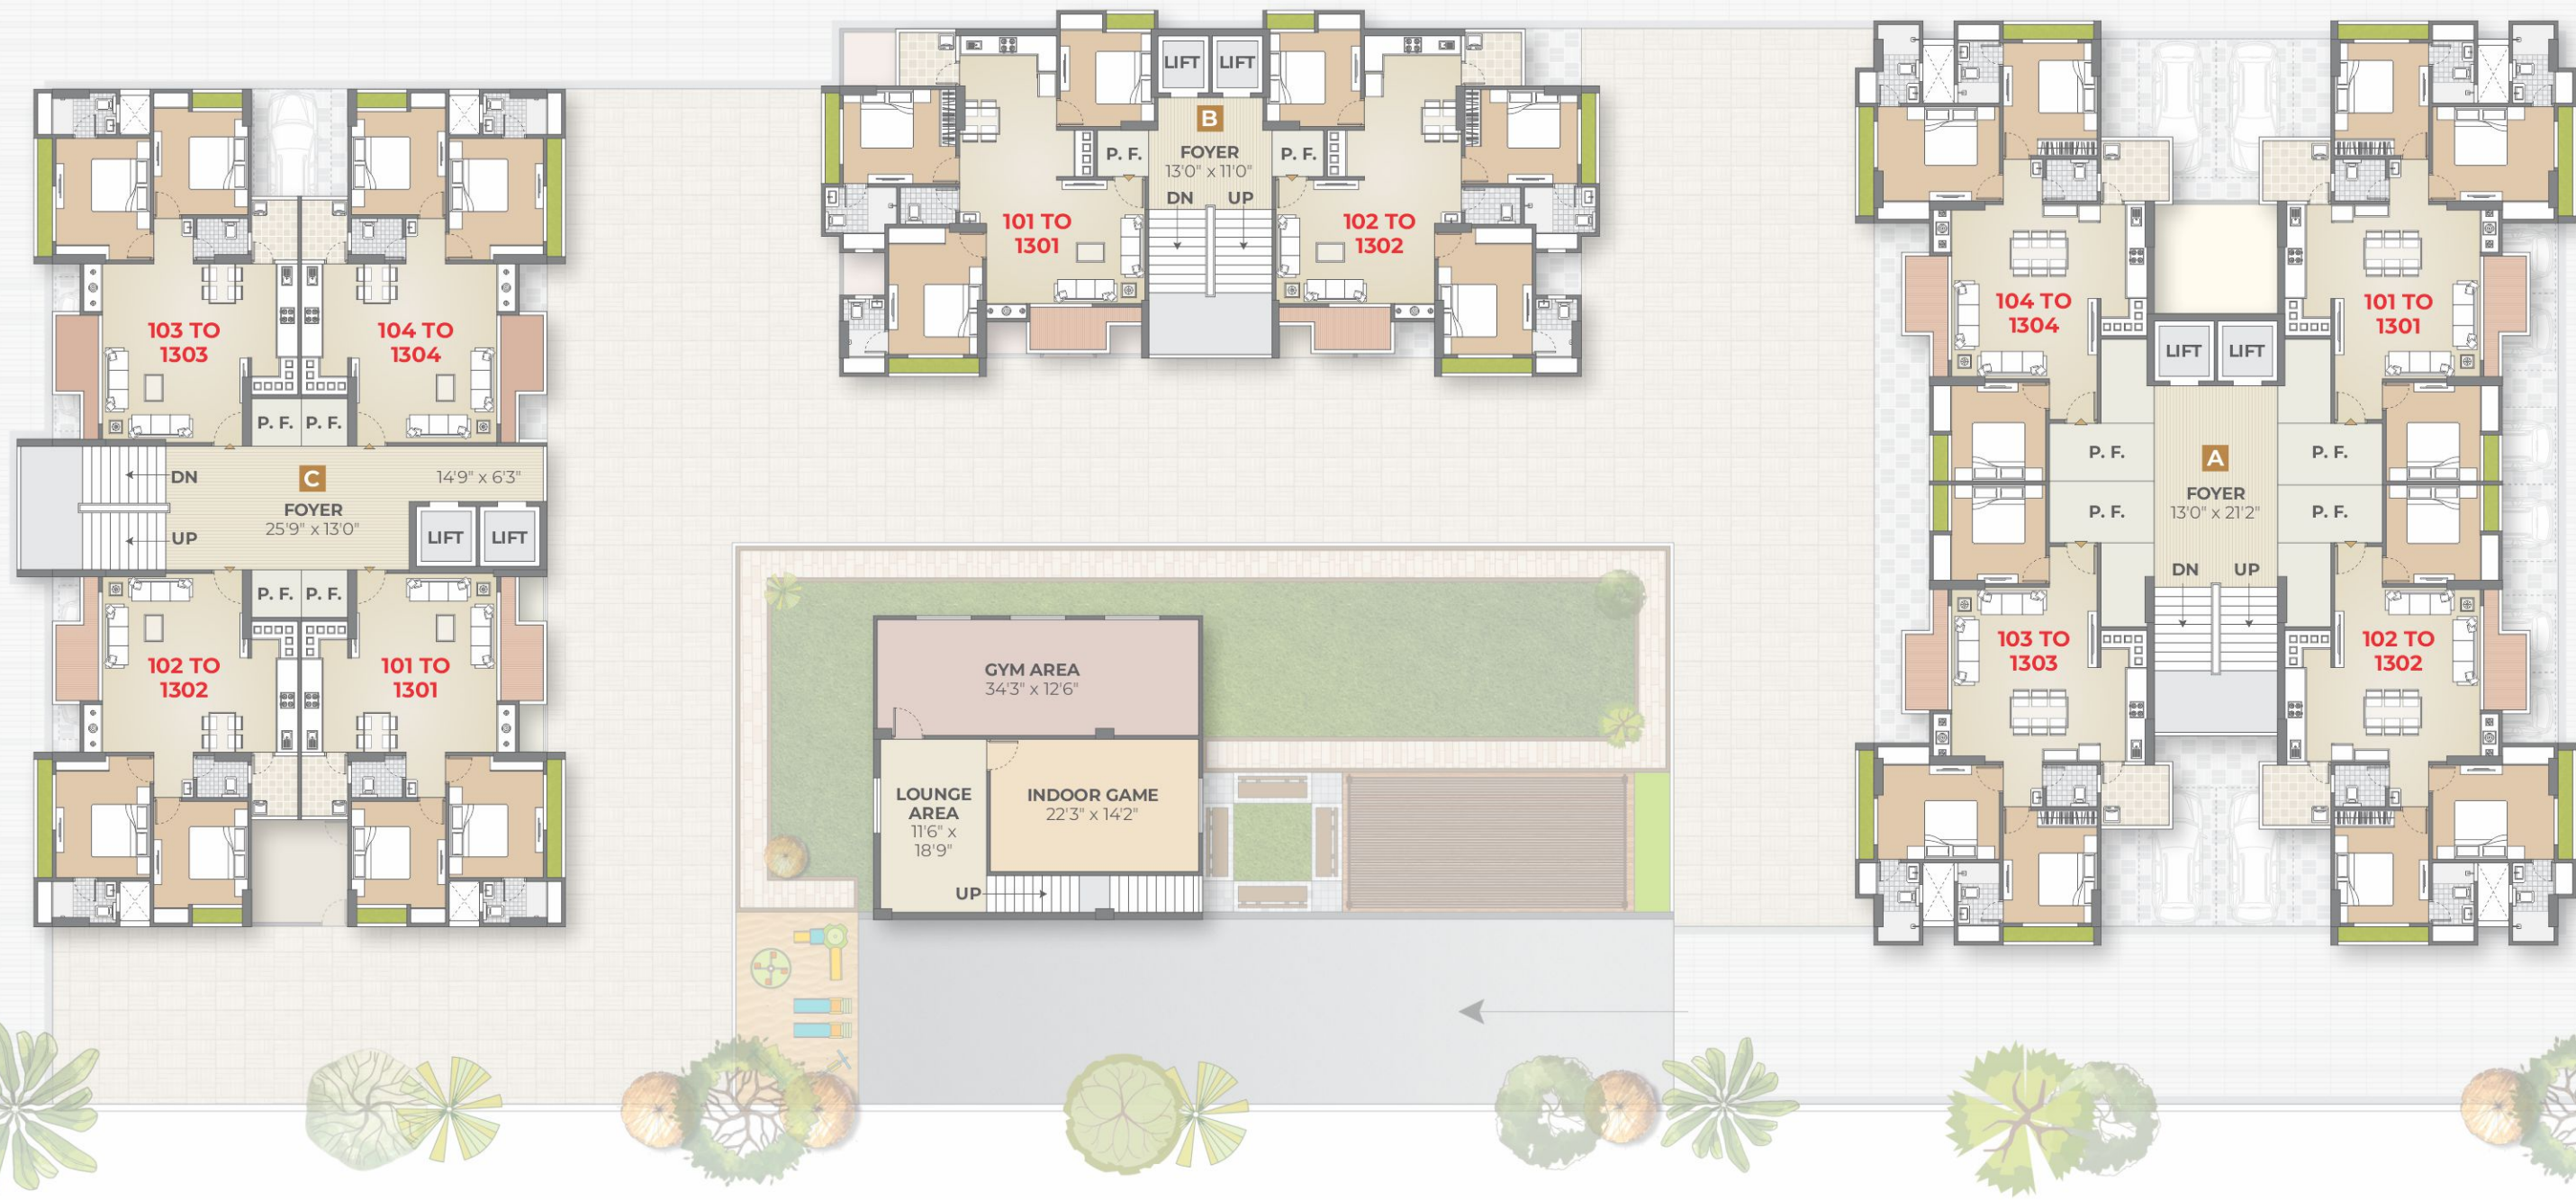 103 TO
1303
104 TO
1304
P. F.
P. F.
DN
C
14'9" x 6'3"
FOYER
25'9" x 13'0"
UP
LIFT
LIFT
P. F.
P. F.
102 TO
1302
101 TO
1301
LIFT
LIFT
B
P. F.
FOYER
13'0" x 11'0"
P. F.
DN
UP
101 TO
1301
102 TO
1302
GYM AREA
34'3" x 12'6"
LOUNGE
AREA
11'6" x
18'9"
INDOOR GAME
22'3" x 14'2"
UP
104 TO
1304
101 TO
1301
LIFT
LIFT
P. F.
A
P. F.
FOYER
13'0" x 21'2"
P. F.
P. F.
DN
UP
103 TO
1303
102 TO
1302